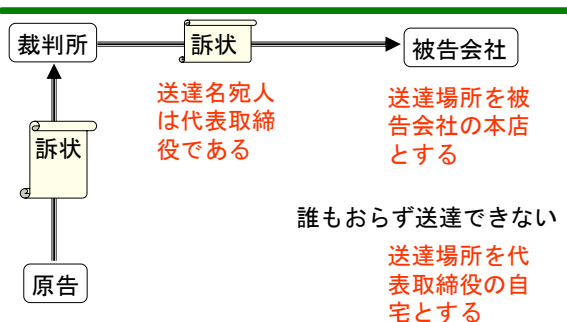 裁判所
訴状
被告会社
送達名宛人
は代表取締
役である
送達場所を被
告会社の本店
とする
訴状
誰もおらず送達できない
送達場所を代
表取締役の自
宅とする
原告